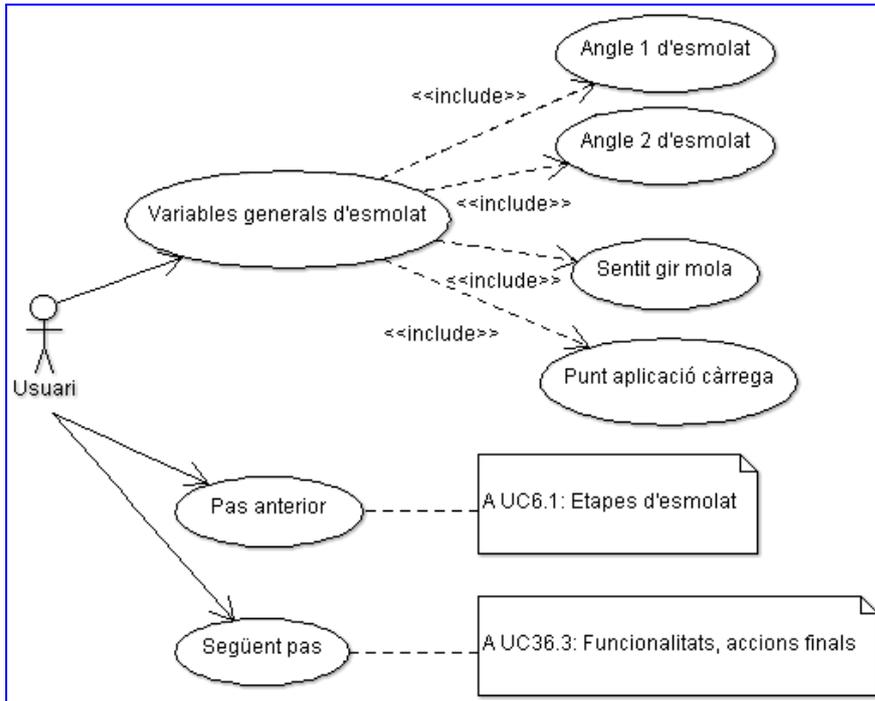 Angle 1 d'esmolat
<<include>>
Angle 2 d'esmolat
<<include>>
Variables generals d'esmolat
Sentit gir mola
<<include>>
<<include>>
Punt aplicació càrrega
Usuari
Pas anterior
A UC6.1: Etapes d'esmolat
Següent pas
A UC36.3: Funcionalitats, accions finals